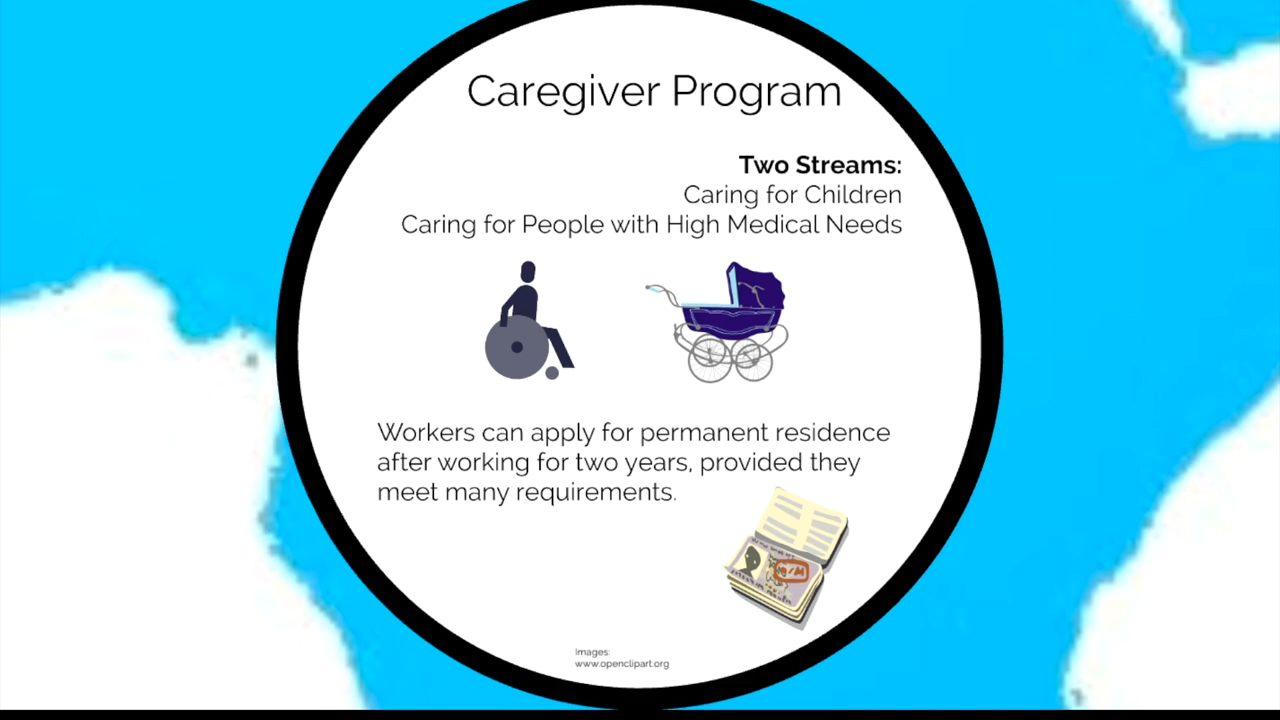 Caregiver Program
Two Streams:
Caring for Children
Caring for People with High Medical Needs
Workers can apply for permanent residence
after working for two years, provided they
meet many requirements.
Images:
www.openclipart.org